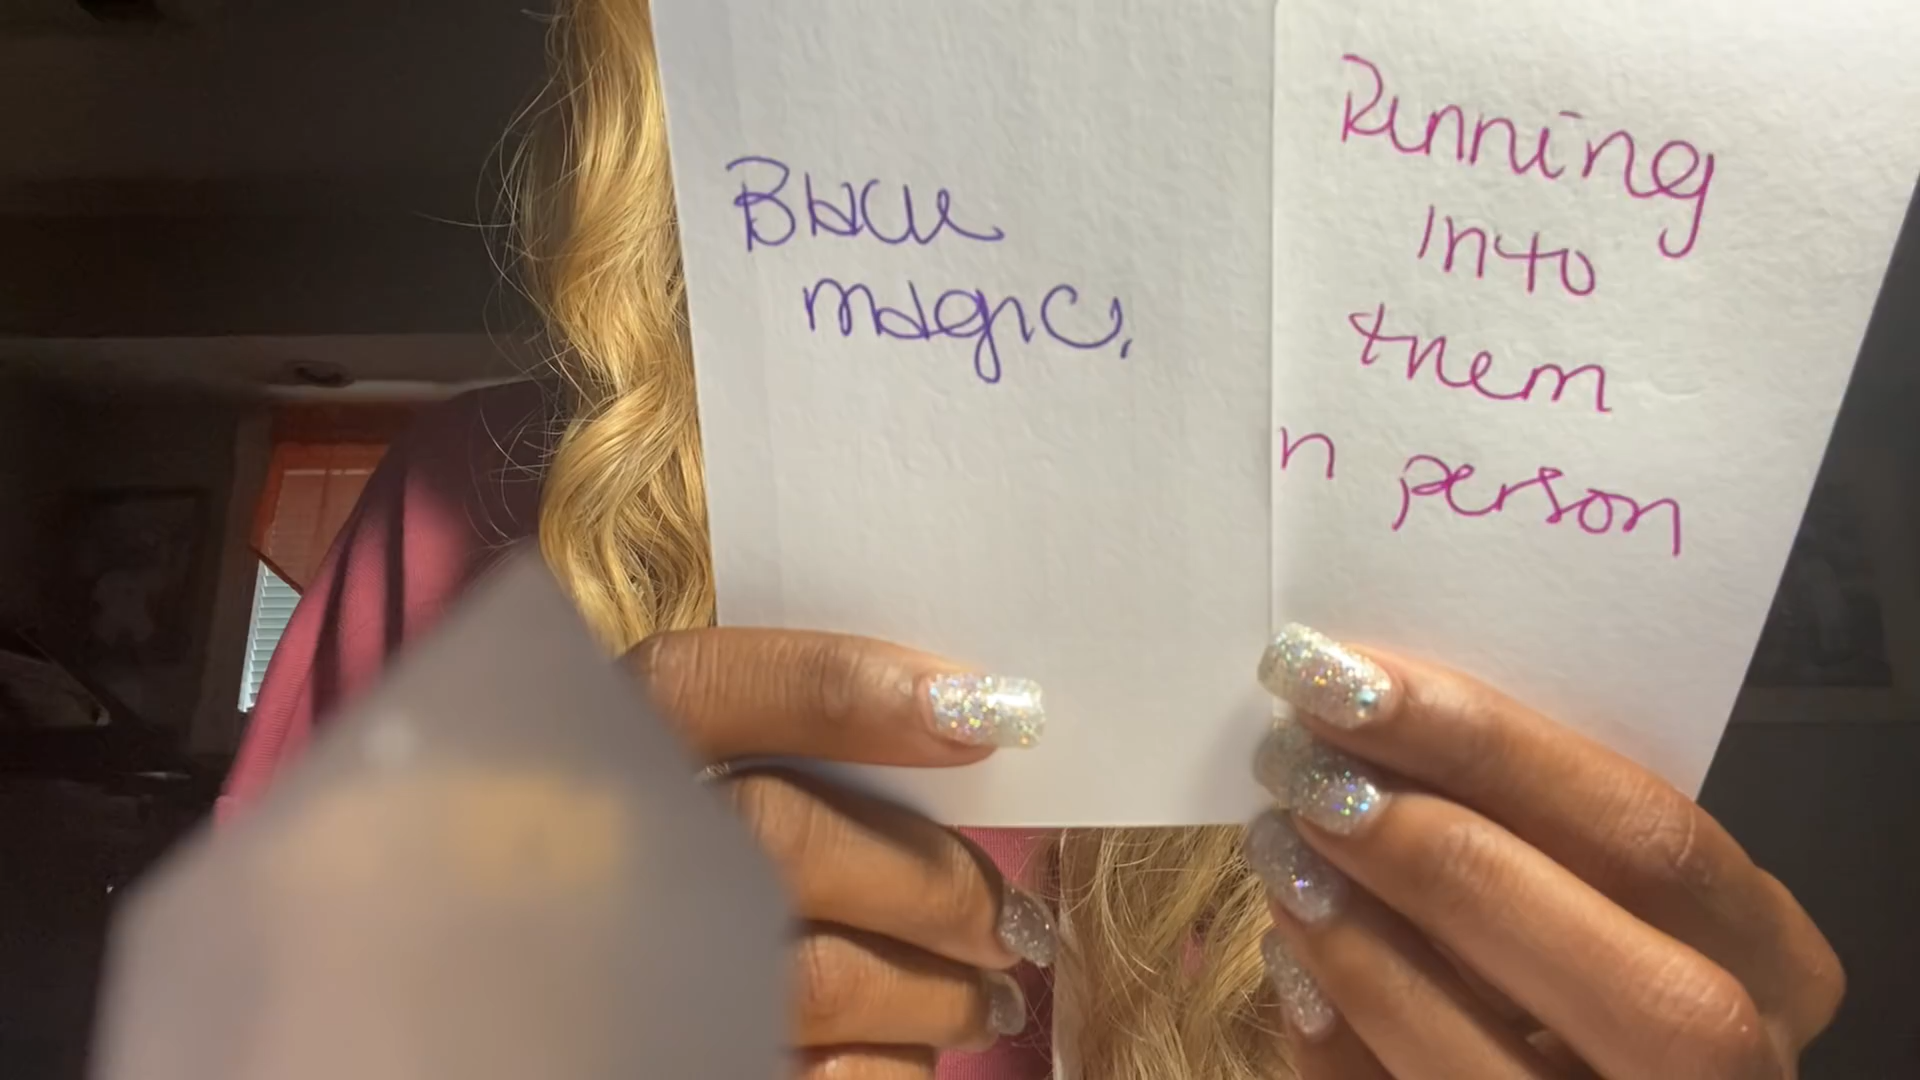 Black
magic,
Running
Into
them
n person